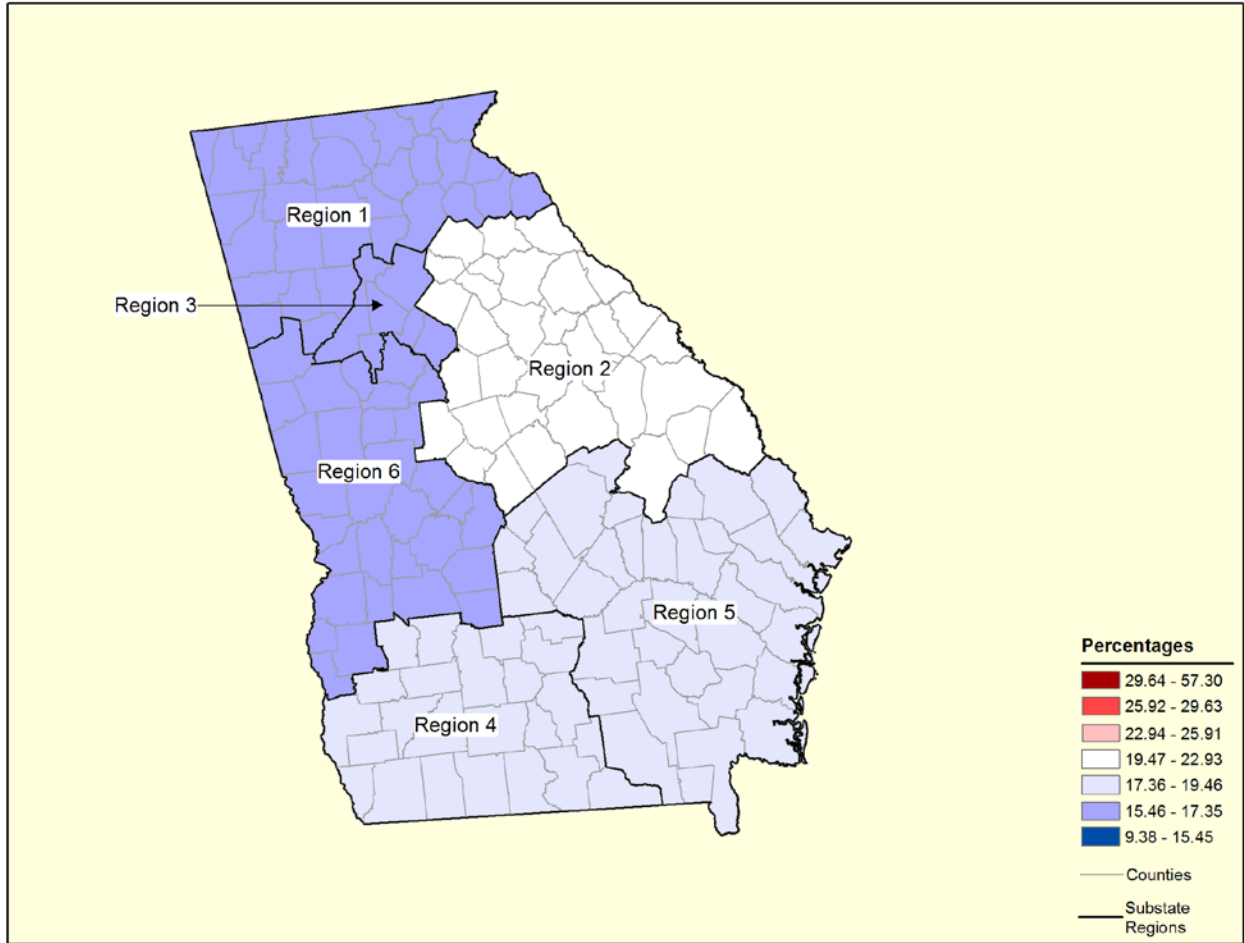 Region 1
Region 3
Region 2
Region 6
Region 5
Region 4
Percentages
29.64 - 57.30
25.92 - 29.63
22.94 - 25.91
19.47 - 22.93
17.36 - 19.46
15.46 - 17.35
9.38 - 15.45
Counties
Substate
Regions